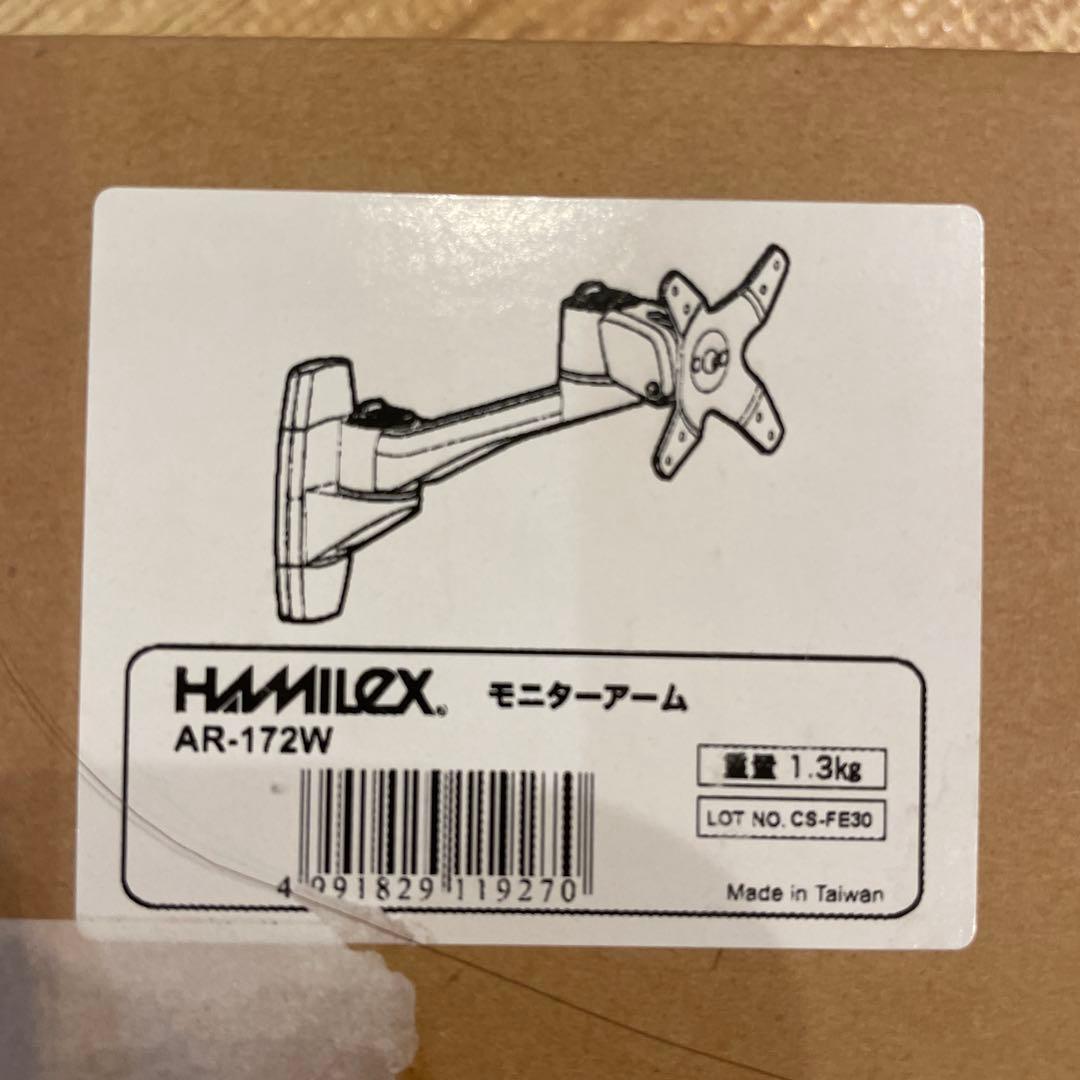 HAMILEX モニターアーム
AR-172W
重量 1.3kg
LOT NO. CS-FE30
4 991829 119270
Made in Taiwan